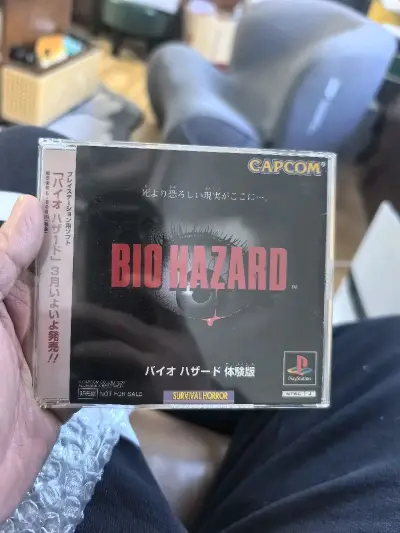 プレイステーション用ソフト
「バイオ ハザード」3月いよいよ発売!!
CAPCOM
死より恐ろしい現実がここに…。
BIO HAZARD
TM
バイオ ハザード 体験版
NOT FOR SALE
SURVIVAL HORROR
PlayStation